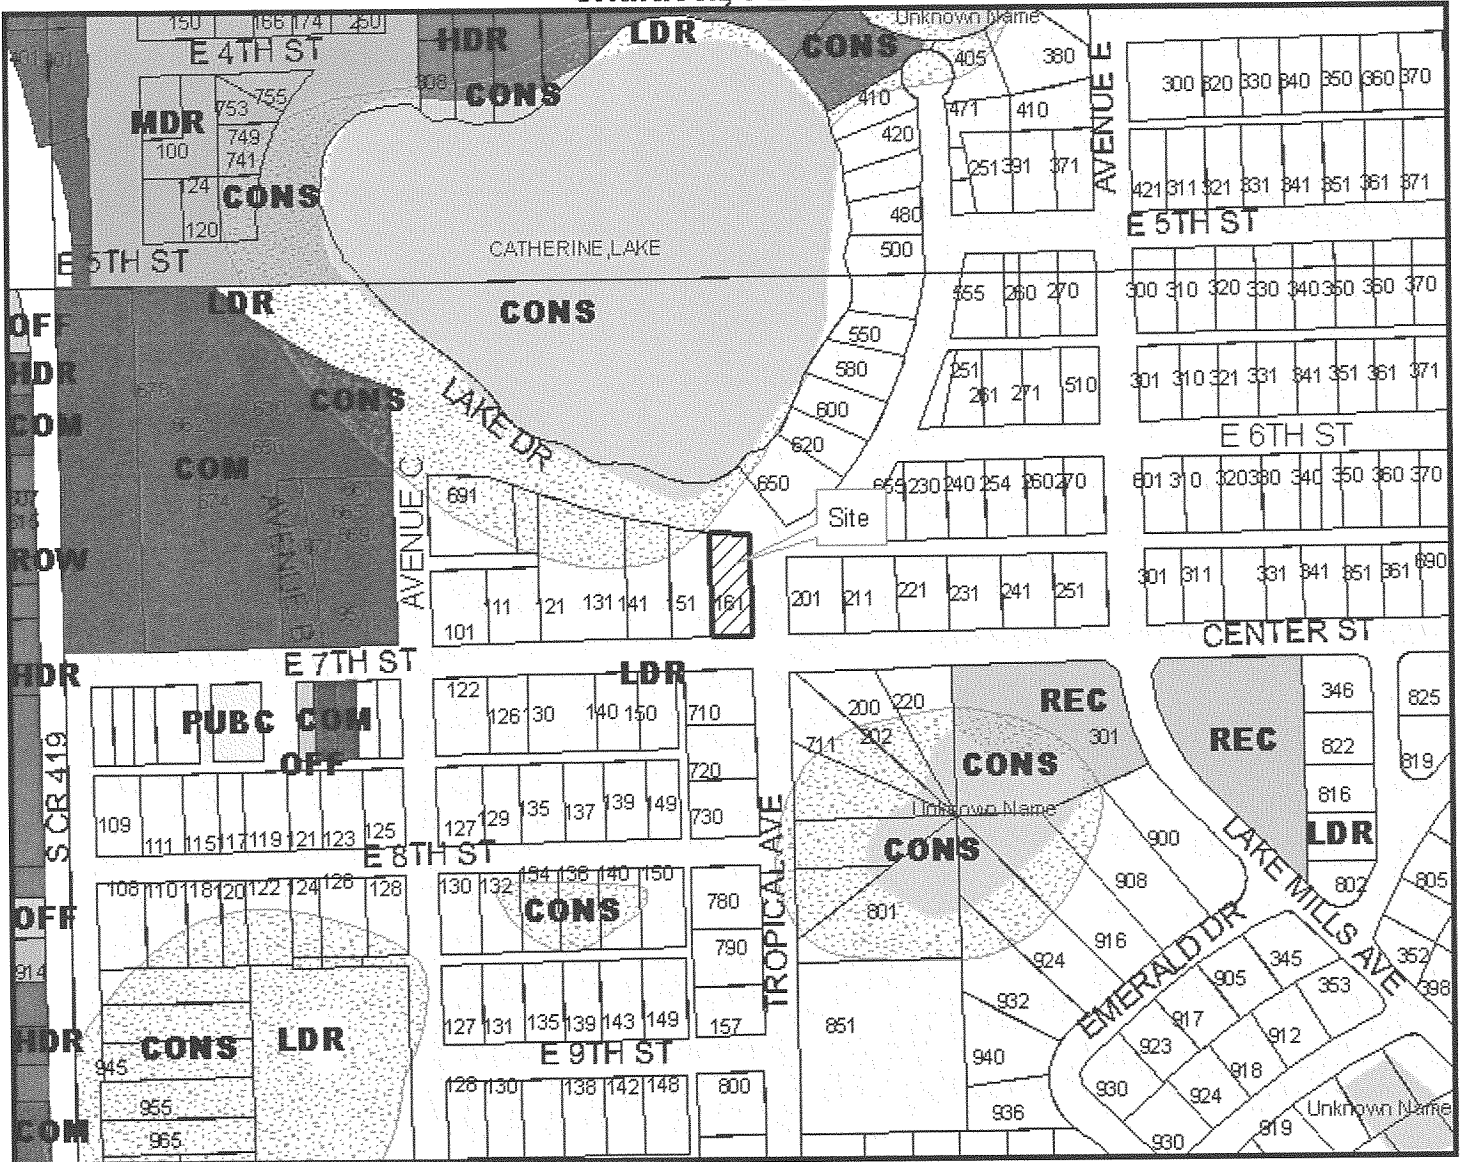 150 166 174 250
Unknown Name
E 4TH ST
HDR
LDR
CONS
405
380
AVENUE E
300 320 330 340 350 360 370
308
CONS
410
753 755
MDR
749
100
741
471
410
420
124
CONS
251 391 371
421 311 321 331 341 351 361 371
120
480
E 5TH ST
CATHERINE LAKE
500
E 5TH ST
LDR
CONS
555 260 270
300 310 320 330 340 350 360 370
OFF
550
HDR
580
251 261 271 510
301 310 321 331 341 351 361 371
CONS
LAKE DR
600
COM
E 6TH ST
620
COM
AVENUE C
691
650
655 230 240 254 260 270
601 310 320 330 340 350 360 370
AVENUE B
Site
ROW
301 311 331 341 351 361 690
101 111 121 131 141 151 161
201 211 221 231 241 251
CENTER ST
E 7TH ST
HDR
LDR
122 126 130 140 150
710
200 220
REC
346
825
PUBC
COM
OFF
711 202
301
REC
822
CONS
819
S CR 419
720
816
109 111 115 117 119 121 123 125
127 129 135 137 139 149
730
TROPICAL AVE
Unknown Name
LAKE MILLS AVE
LDR
E 8TH ST
CONS
900
108 110 118 120 122 124 126 128
130 132 134 136 140 150
780
908
802
805
OFF
CONS
801
EMERALD DR
914
790
916
924
905
345
352
353
398
127 131 135 139 143 149
157
851
932
917
912
HDR
CONS
LDR
E 9TH ST
923
945
940
918
128 130 138 142 148
800
930
924
955
936
Unknown Name
COM
965
930
919